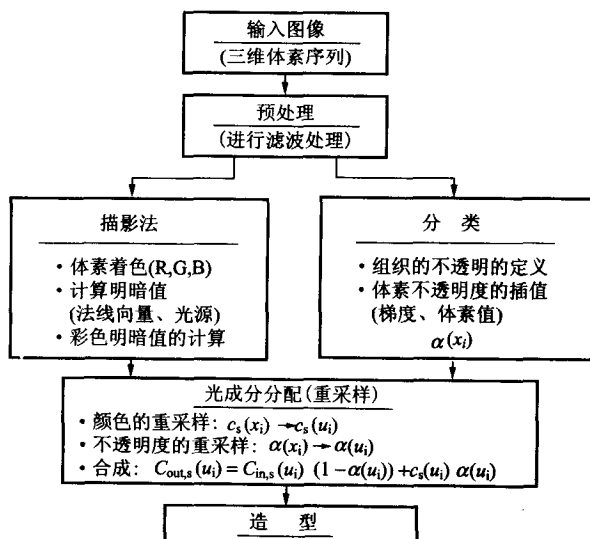 输入图像
(三维体素序列)
预处理
(进行滤波处理)
描影法
・体素着色(R,G,B)
・计算明暗值
(法线向量、光源)
・彩色明暗值的计算
分 类
・组织的不透明的定义
・体素不透明度的插值
(梯度、体素值)
α(xᵢ)
光成分分配(重采样)
・颜色的重采样: cₛ(xᵢ)→cₛ(uᵢ)
・不透明度的重采样: α(xᵢ)→α(uᵢ)
・合成: C_out,s(uᵢ) = C_in,s(uᵢ) (1−α(uᵢ)) +cₛ(uᵢ) α(uᵢ)
造 型